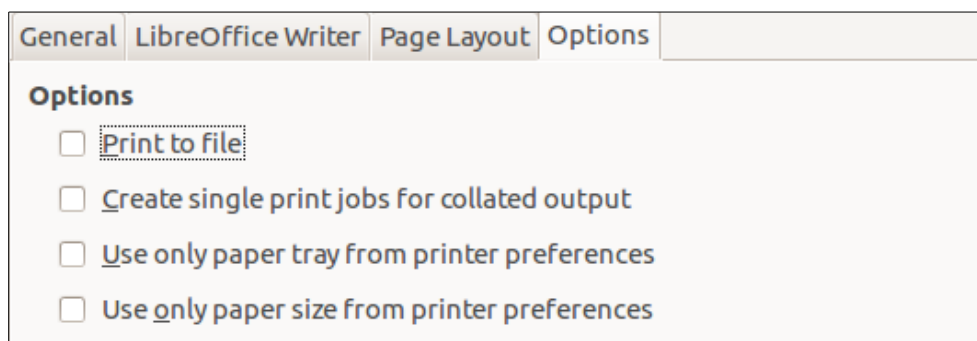 General LibreOffice Writer Page Layout Options
Options
Print to file
Create single print jobs for collated output
Use only paper tray from printer preferences
Use only paper size from printer preferences